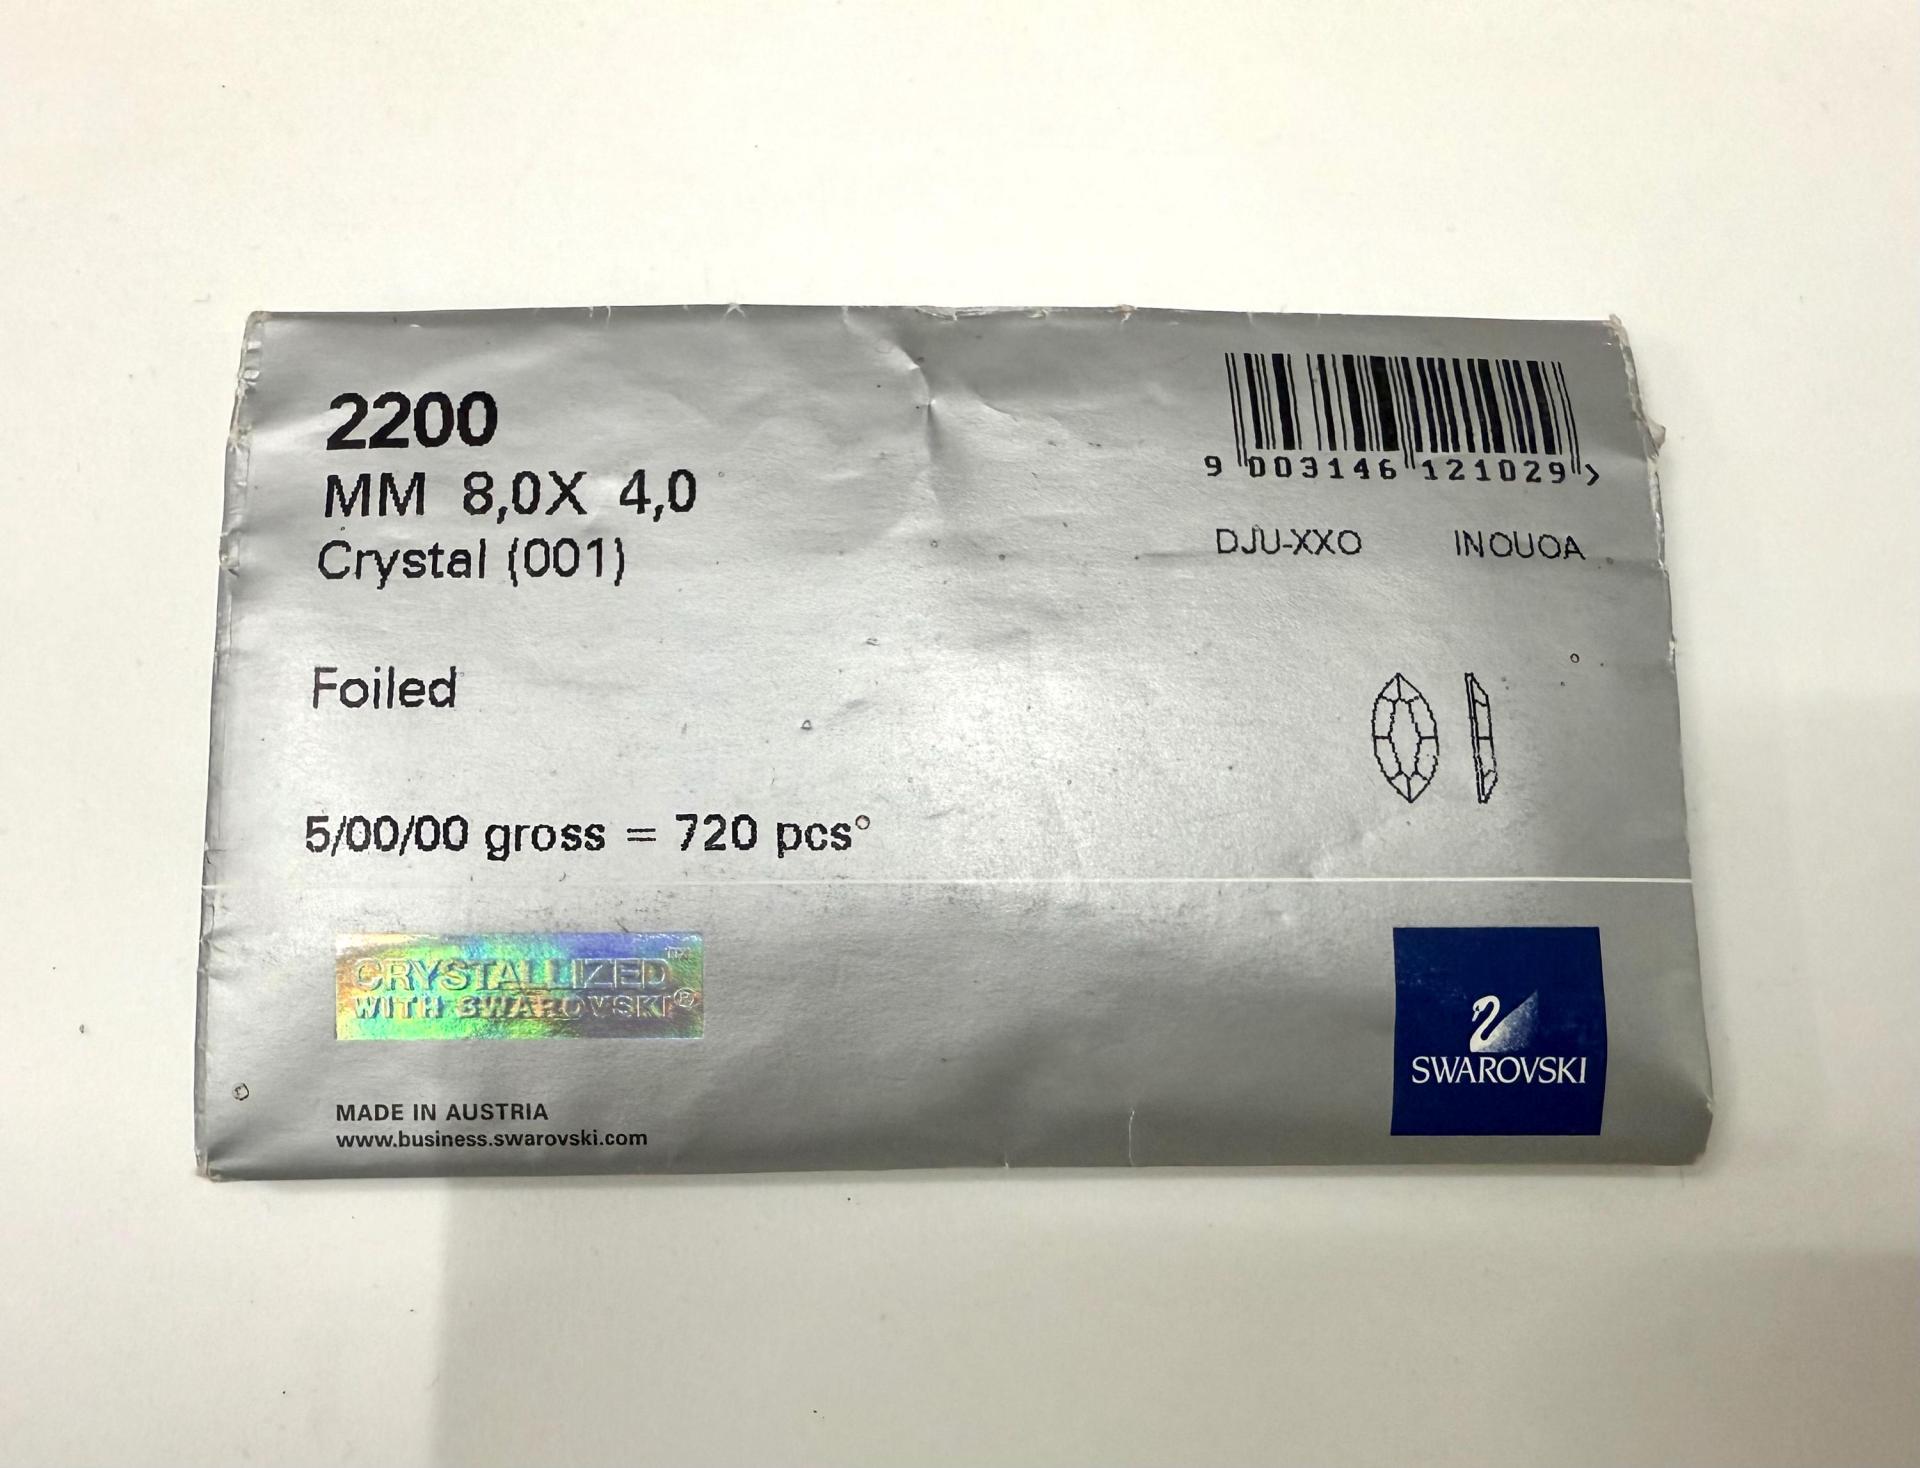 2200
MM 8,0X 4,0
Crystal (001)
Foiled
5/00/00 gross = 720 pcs
9 003146 121029 >
DJU-XXO INOUOA
CRYSTALLIZED™
WITH SWAROVSKI®
MADE IN AUSTRIA
www.business.swarovski.com
SWAROVSKI